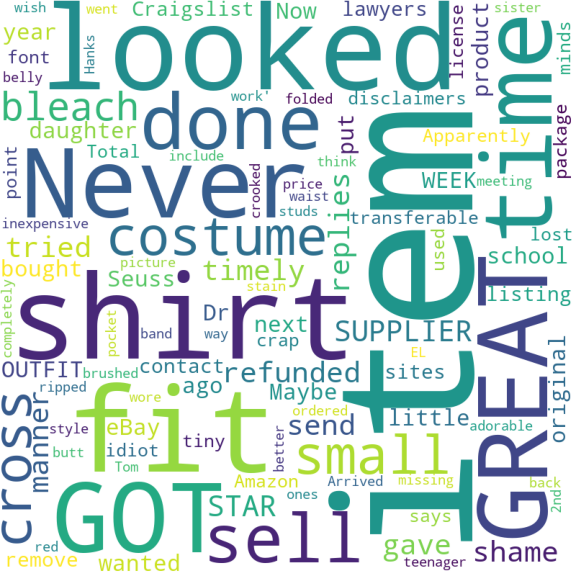 wish went Craigslist Now lawyers
year looked license product minds
font Hanks
belly work' folded disclaimers time
bleach done put Apparently package
daughter
Total include think WEEK meeting
point Never crooked price
waist replies transferable
inexpensive studs lost
tried costume item used school
bought picture Seuss timely listing
stain
completely shirt Dr next SUPPLIER GREAT
pocket band way crap EL
OUTFIT brushed contact refunded sites original
ripped ago Maybe
cross wore ordered little adorable
manner style fit eBay tiny send
butt Tom idiot better small missing back
Amazon Arrived 2nd
GOT STAR ones says
red sell gave shame
remove wanted teenager
sister